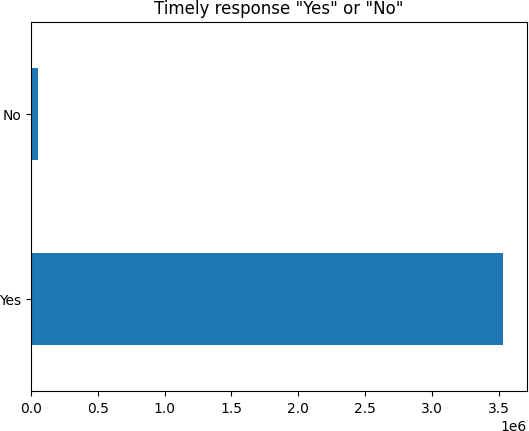 Timely response "Yes" or "No"
No
Yes
0.0 0.5 1.0 1.5 2.0 2.5 3.0 3.5
1e6